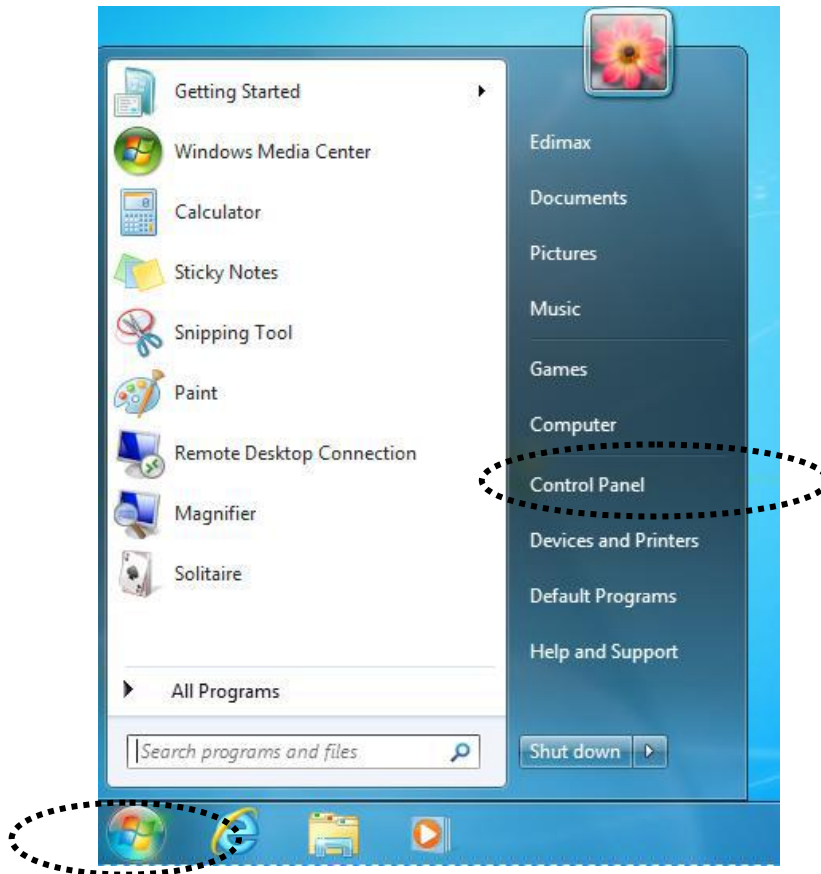 Getting Started
Windows Media Center
Calculator
Sticky Notes
Snipping Tool
Paint
Remote Desktop Connection
Magnifier
Solitaire
All Programs
Search programs and files
Edimax
Documents
Pictures
Music
Games
Computer
Control Panel
Devices and Printers
Default Programs
Help and Support
Shut down